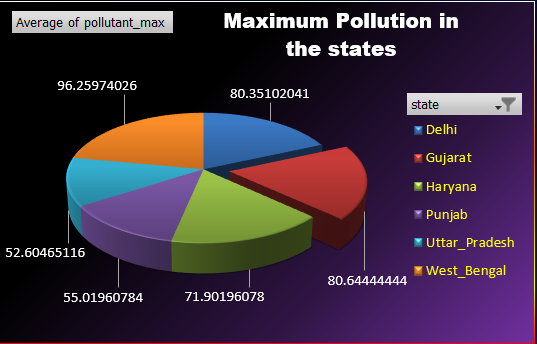 Average of pollutant_max
Maximum Pollution in
the states
96.25974026
80.35102041
state
Delhi
Gujarat
Haryana
Punjab
Uttar_Pradesh
West_Bengal
52.60465116
55.01960784
71.90196078
80.64444444